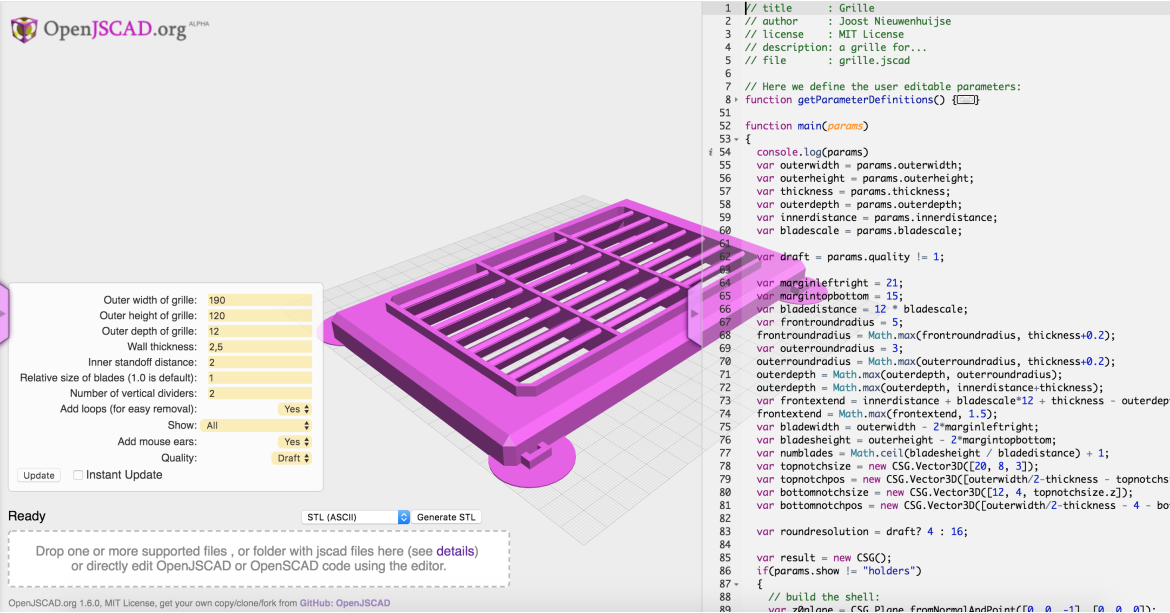 OpenJSCAD.org ALPHA
Outer width of grille: 190
Outer height of grille: 120
Outer depth of grille: 12
Wall thickness: 2,5
Inner standoff distance: 2
Relative size of blades (1.0 is default): 1
Number of vertical dividers: 2
Add loops (for easy removal): Yes
Show: All
Add mouse ears: Yes
Quality: Draft
Update Instant Update
Ready STL (ASCII) Generate STL
Drop one or more supported files , or folder with jscad files here (see details)
or directly edit OpenJSCAD or OpenSCAD code using the editor.
OpenJSCAD.org 1.6.0, MIT License, get your own copy/clone/fork from GitHub: OpenJSCAD
1 // title : Grille
2 // author : Joost Nieuwenhuijse
3 // license : MIT License
4 // description: a grille for...
5 // file : grille.jscad
6
7 // Here we define the user editable parameters:
8 function getParameterDefinitions() {...}
51
52 function main(params)
53 {
54 console.log(params)
55 var outerwidth = params.outerwidth;
56 var outerheight = params.outerheight;
57 var thickness = params.thickness;
58 var outerdepth = params.outerdepth;
59 var innerdistance = params.innerdistance;
60 var bladescale = params.bladescale;
61
62 var draft = params.quality != 1;
63
64 var marginleftright = 21;
65 var margintopbottom = 15;
66 var bladedistance = 12 * bladescale;
67 var frontroundradius = 5;
68 frontroundradius = Math.max(frontroundradius, thickness+0.2);
69 var outerroundradius = 3;
70 outerroundradius = Math.max(outerroundradius, thickness+0.2);
71 outerdepth = Math.max(outerdepth, outerroundradius);
72 outerdepth = Math.max(outerdepth, innerdistance+thickness);
73 var frontextend = innerdistance + bladescale*12 + thickness - outerdep
74 frontextend = Math.max(frontextend, 1.5);
75 var bladewidth = outerwidth - 2*marginleftright;
76 var bladesheight = outerheight - 2*margintopbottom;
77 var numblades = Math.ceil(bladesheight / bladedistance) + 1;
78 var topnotchsize = new CSG.Vector3D([20, 8, 3]);
79 var topnotchpos = new CSG.Vector3D([outerwidth/2-thickness - topnotchs
80 var bottomnotchsize = new CSG.Vector3D([12, 4, topnotchsize.z]);
81 var bottomnotchpos = new CSG.Vector3D([outerwidth/2-thickness - 4 - bo
82
83 var roundresolution = draft? 4 : 16;
84
85 var result = new CSG();
86 if(params.show != "holders")
87 {
88 // build the shell:
89 var z0plane = CSG.Plane.fromNormalAndPoint([0, 0, -1], [0, 0, 0]);